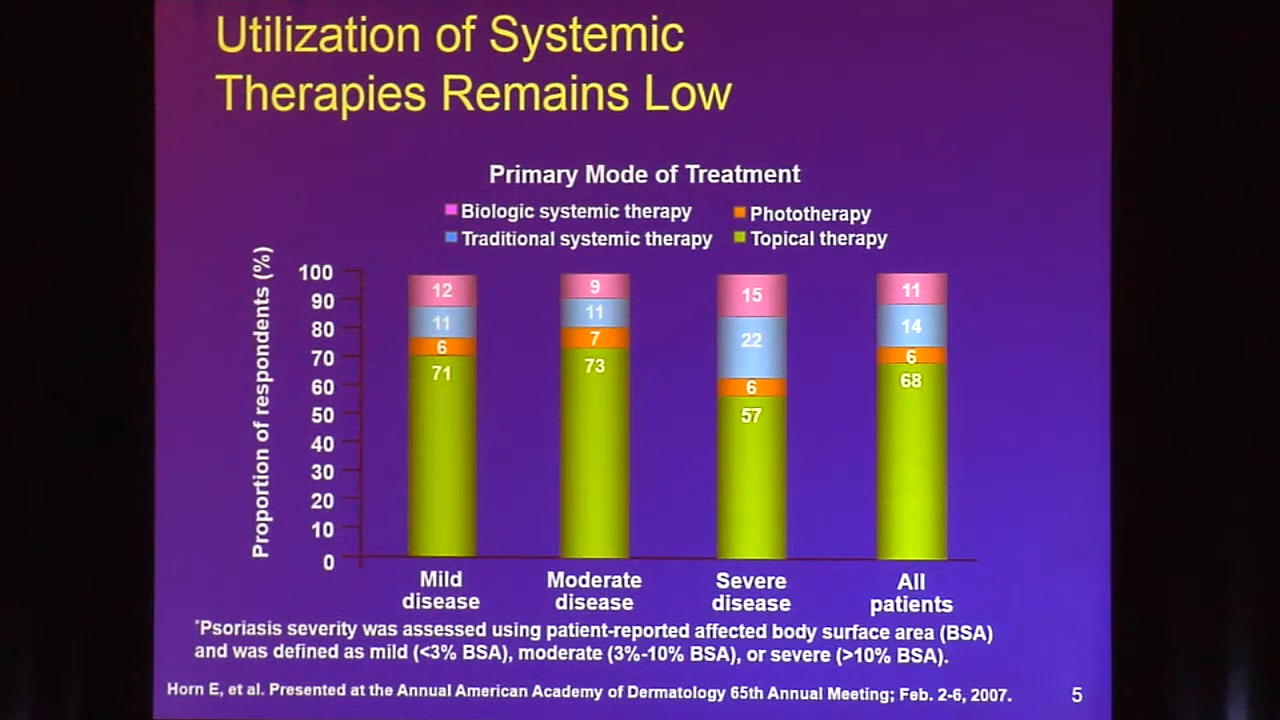 Utilization of Systemic
Therapies Remains Low
Primary Mode of Treatment
Biologic systemic therapy Phototherapy
Traditional systemic therapy Topical therapy
Proportion of respondents (%)
100
90
80
70
60
50
40
30
20
10
0
12
11
6
71
9
11
7
73
15
22
6
57
11
14
6
68
Mild
disease
Moderate
disease
Severe
disease
All
patients
*Psoriasis severity was assessed using patient-reported affected body surface area (BSA)
and was defined as mild (<3% BSA), moderate (3%-10% BSA), or severe (>10% BSA).
Horn E, et al. Presented at the Annual American Academy of Dermatology 65th Annual Meeting; Feb. 2-6, 2007.
5